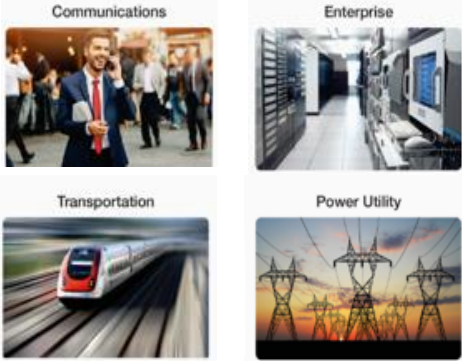 Communications
Enterprise
Transportation
Power Utility